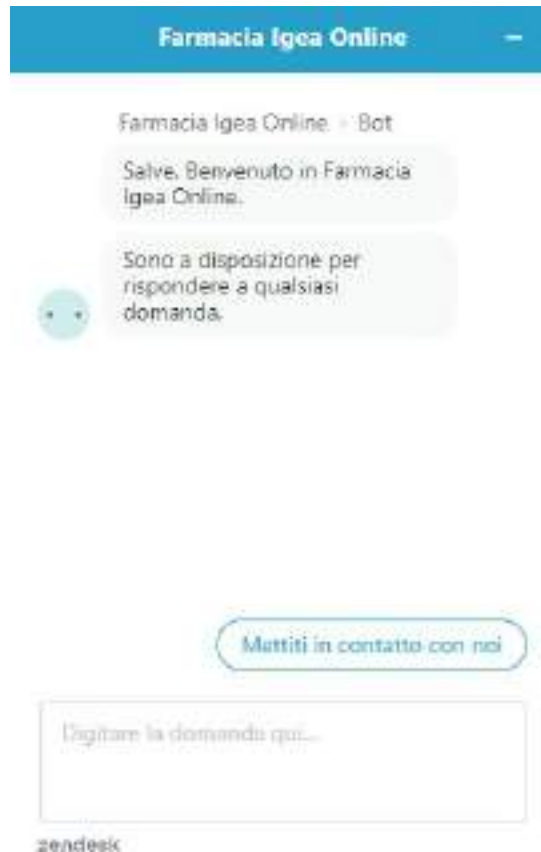 Farmacia Igea Online
Farmacia Igea Online · Bot
Salve. Benvenuto in Farmacia
Igea Online.
Sono a disposizione per
rispondere a qualsiasi
domanda.
Mettiti in contatto con noi
Digitare la domanda qui...
zendesk